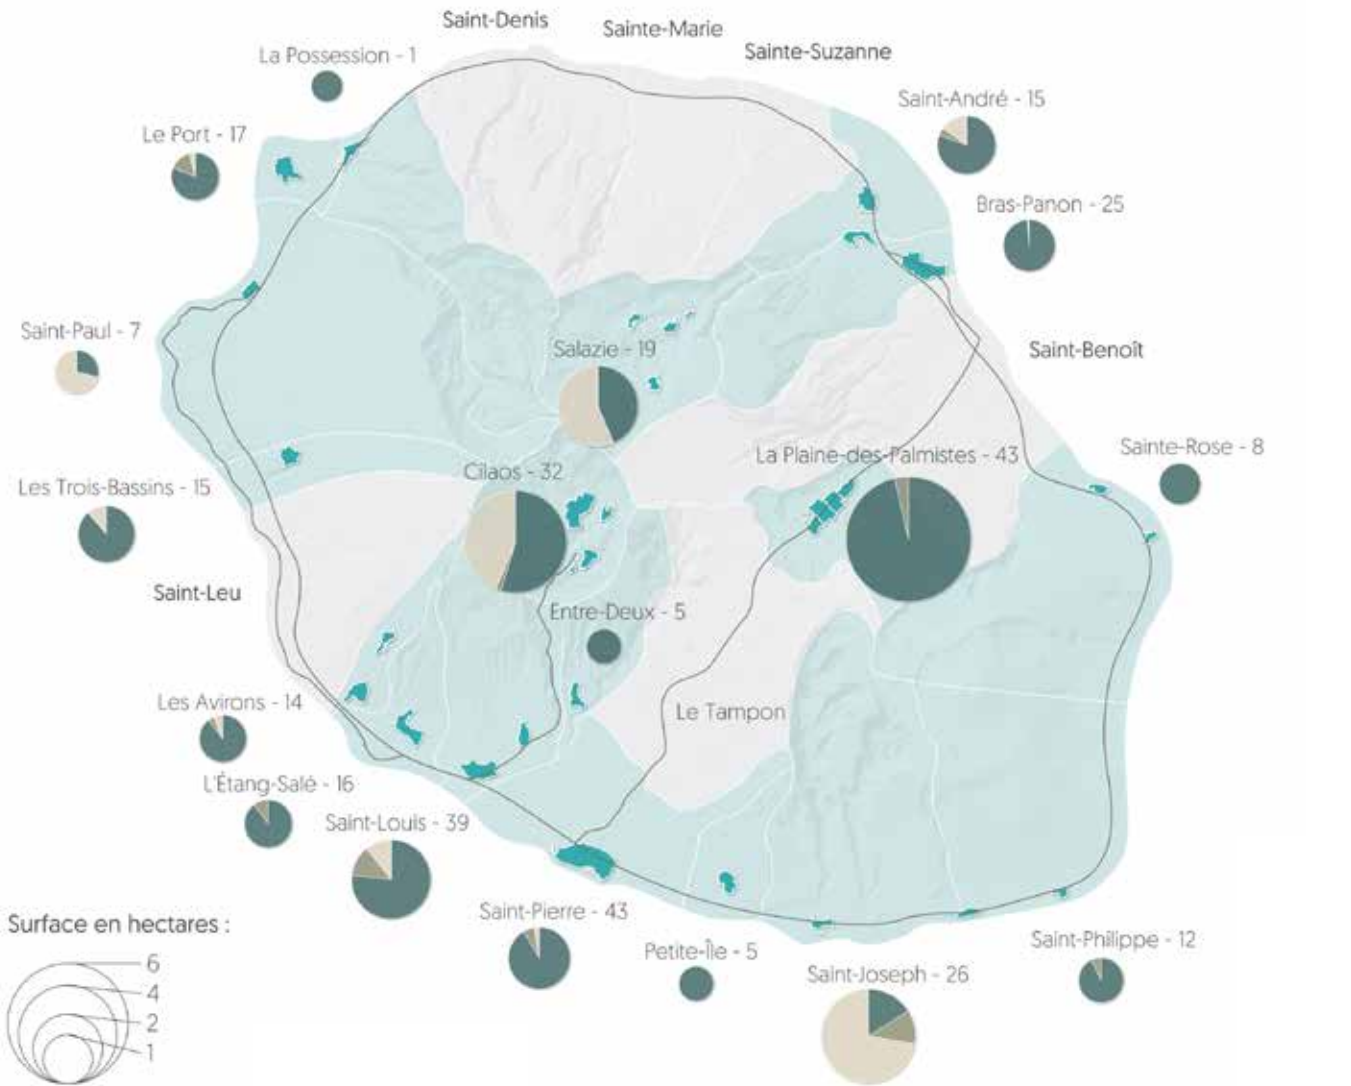 Saint-Denis
Sainte-Marie
Sainte-Suzanne
La Possession - 1
Saint-André - 15
Le Port - 17
Bras-Panon - 25
Saint-Paul - 7
Salazie - 19
Saint-Benoît
Sainte-Rose - 8
La Plaine-des-Palmistes - 43
Cilaos - 32
Les Trois-Bassins - 15
Saint-Leu
Entre-Deux - 5
Les Avirons - 14
Le Tampon
L'Étang-Salé - 16
Saint-Louis - 39
Saint-Pierre - 43
Petite-Île - 5
Saint-Philippe - 12
Saint-Joseph - 26
Surface en hectares :
6
4
2
1